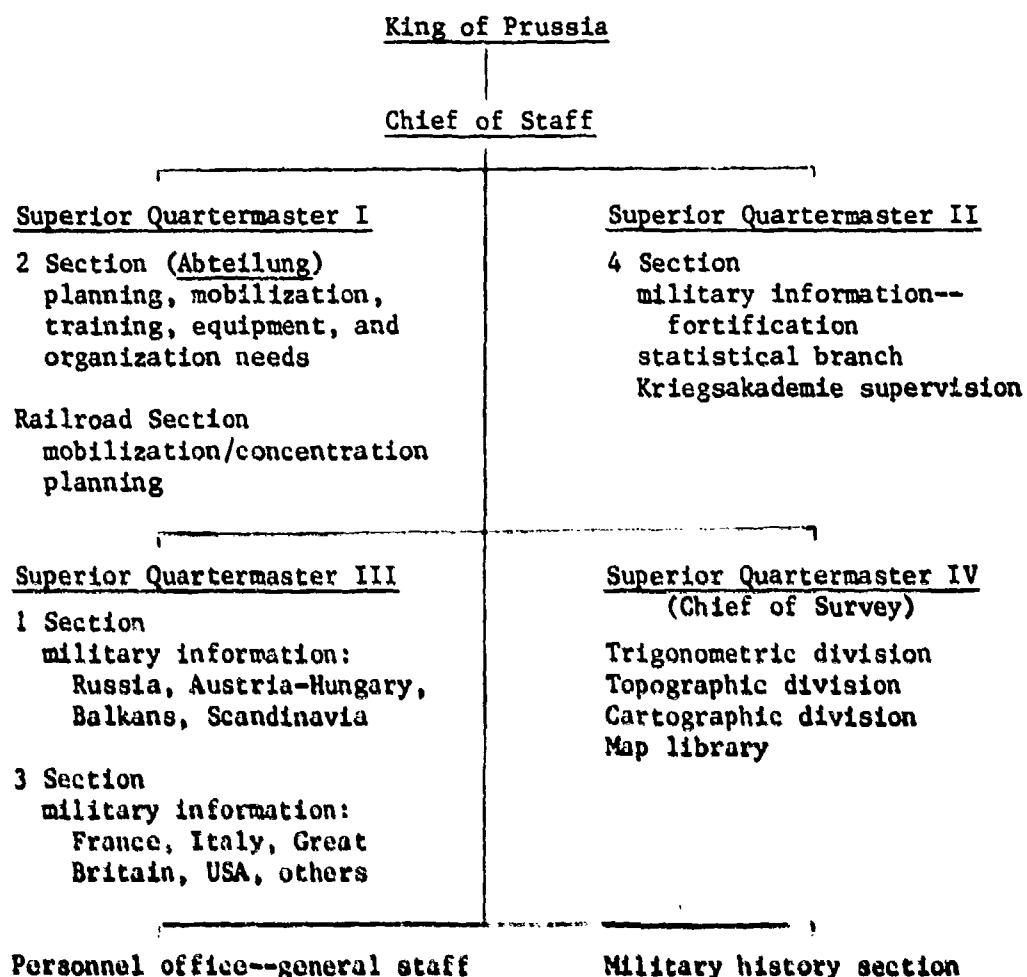 King of Prussia
Chief of Staff
Superior Quartermaster I
2 Section (Abteilung)
planning, mobilization,
training, equipment, and
organization needs
Railroad Section
mobilization/concentration
planning
Superior Quartermaster II
4 Section
military information--
fortification
statistical branch
Kriegsakademie supervision
Superior Quartermaster III
1 Section
military information:
Russia, Austria-Hungary,
Balkans, Scandinavia
3 Section
military information:
France, Italy, Great
Britain, USA, others
Superior Quartermaster IV
(Chief of Survey)
Trigonometric division
Topographic division
Cartographic division
Map library
Personnel office--general staff
Military history section